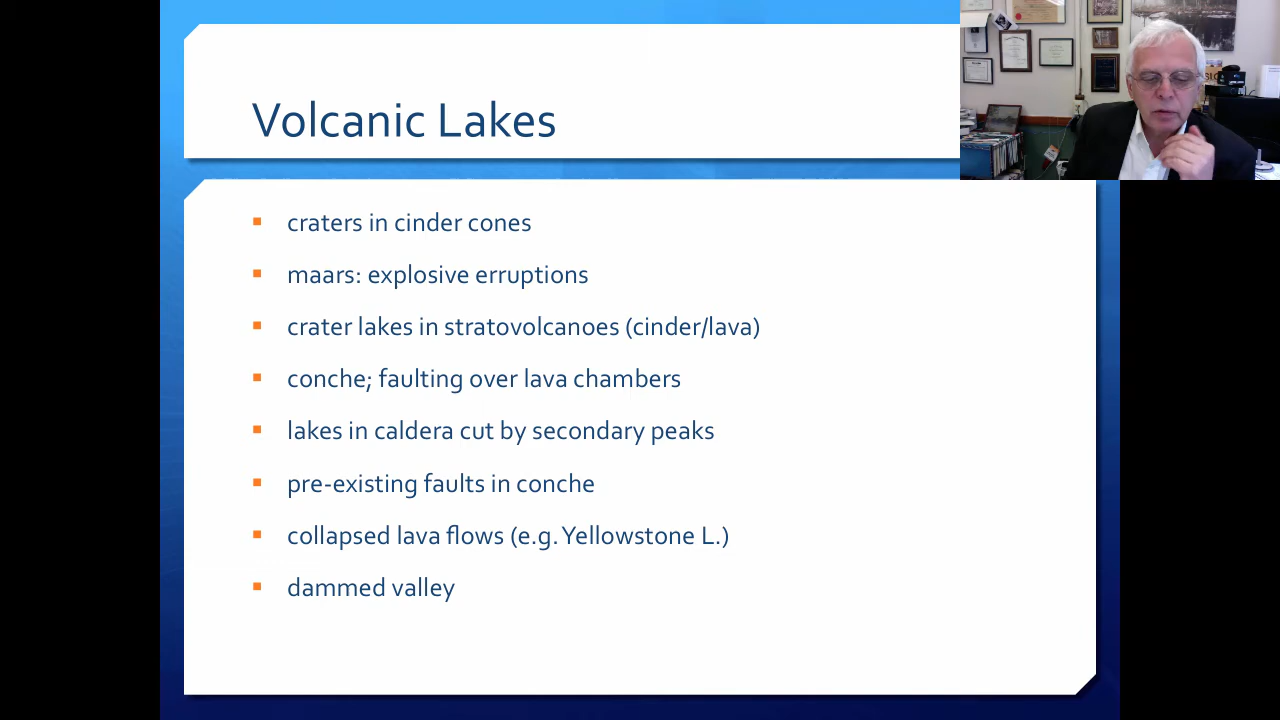 Volcanic Lakes
craters in cinder cones
maars: explosive erruptions
crater lakes in stratovolcanoes (cinder/lava)
conche; faulting over lava chambers
lakes in caldera cut by secondary peaks
pre-existing faults in conche
collapsed lava flows (e.g. Yellowstone L.)
dammed valley